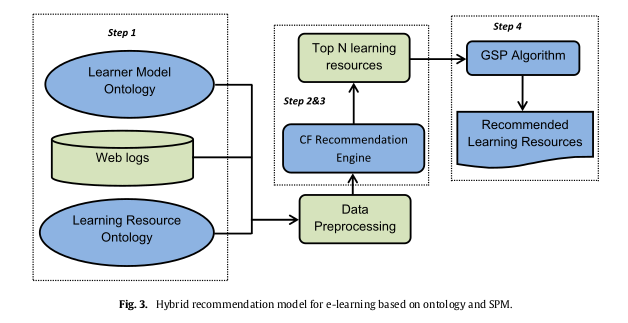 Step 1
Learner Model
Ontology
Web logs
Learning Resource
Ontology
Top N learning
resources
Step 2&3
CF Recommendation
Engine
Data
Preprocessing
Step 4
GSP Algorithm
Recommended
Learning Resources
Fig. 3. Hybrid recommendation model for e-learning based on ontology and SPM.